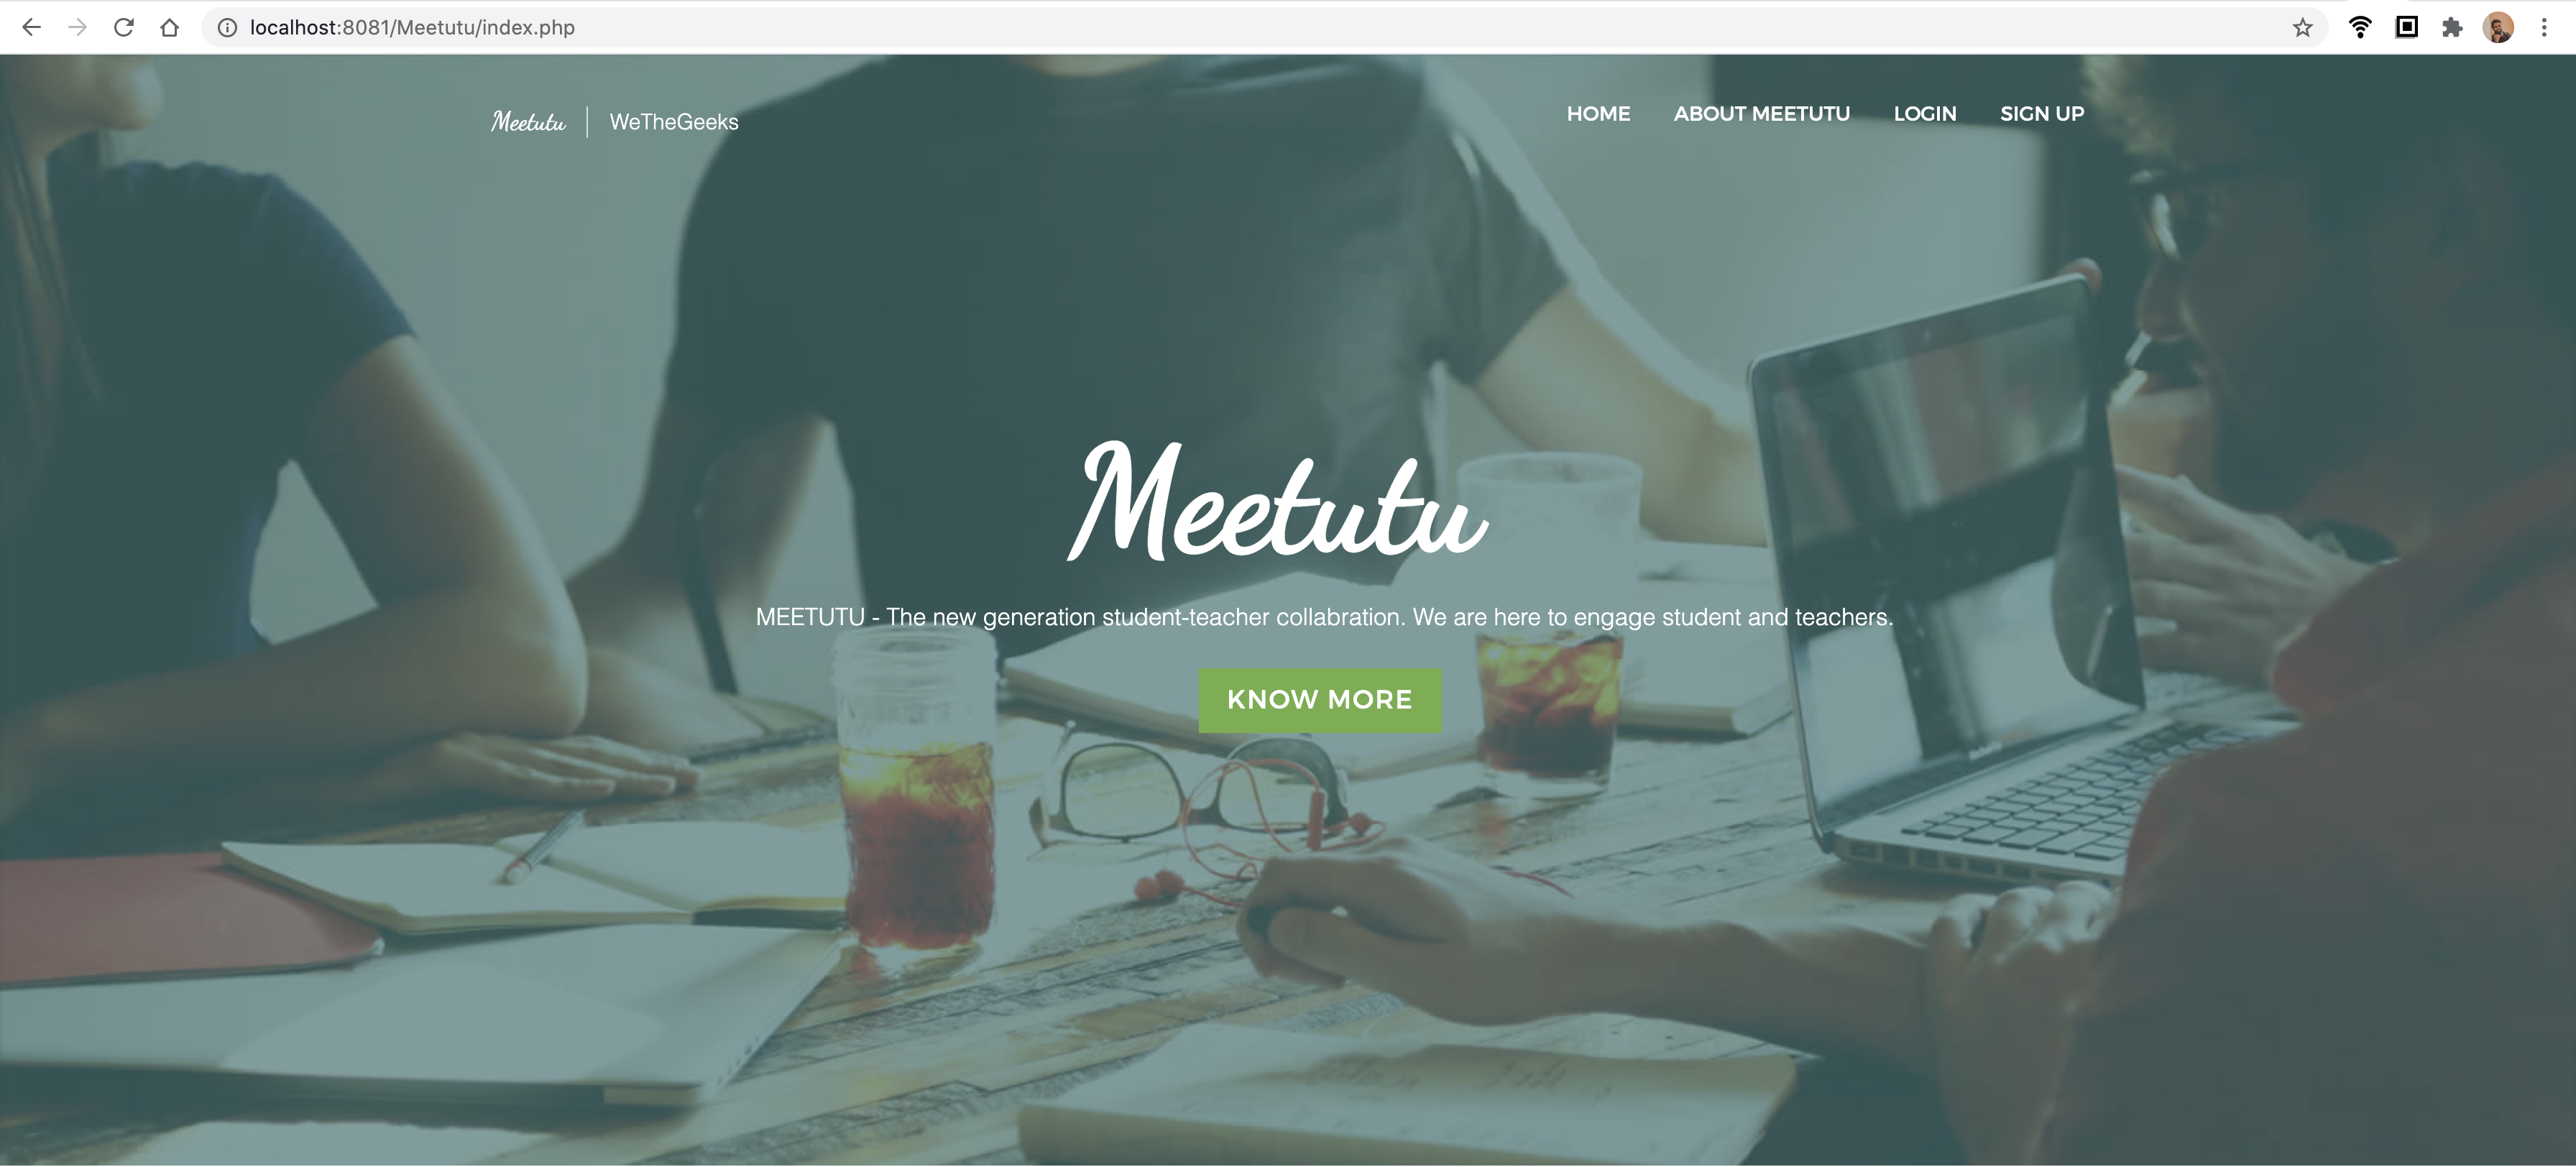 localhost:8081/Meetutu/index.php
Meetutu
WeTheGeeks
HOME ABOUT MEETUTU LOGIN SIGN UP
Meetutu
MEETUTU - The new generation student-teacher collabration. We are here to engage student and teachers.
KNOW MORE